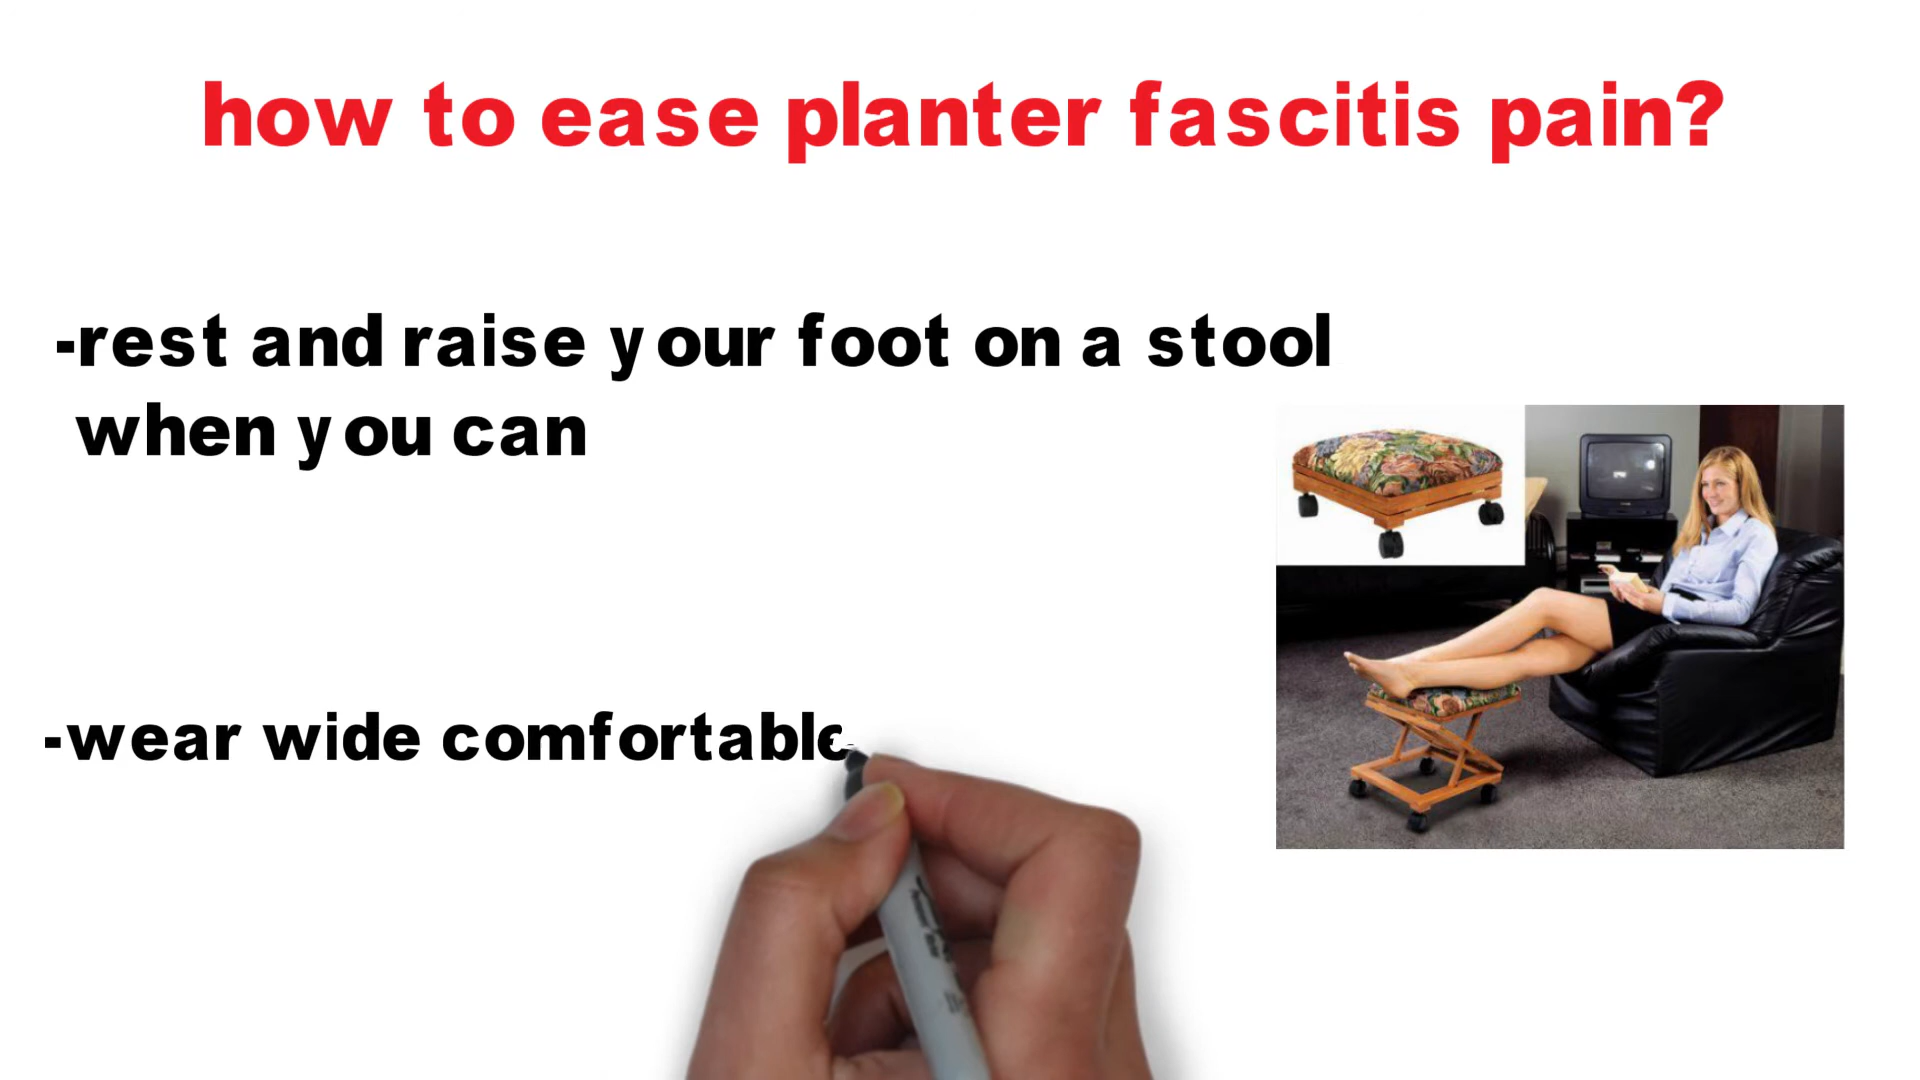 how to ease planter fascitis pain?
-rest and raise your foot on a stool
when you can
-wear wide comfortable